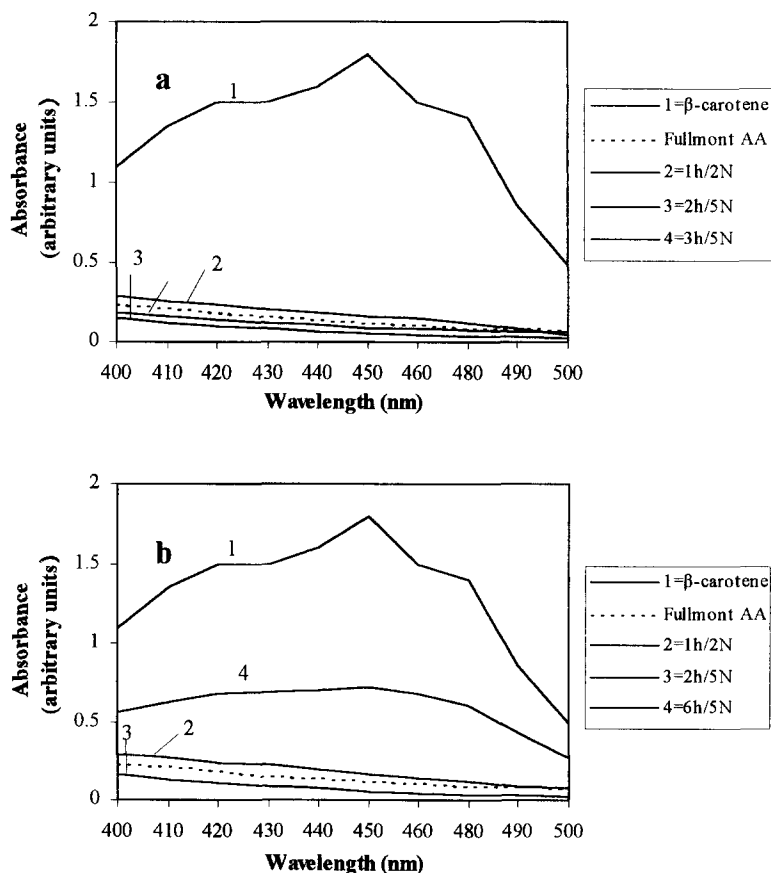 2
a
1
1.5
1
0.5
0
3
2
Absorbance
(arbitrary units)
400 410 420 430 440 450 460 480 490 500
Wavelength (nm)
1=β-carotene
Fullmont AA
2=1h/2N
3=2h/5N
4=3h/5N
2
b
1
1.5
1
4
0.5
3
2
0
Absorbance
(arbitrary units)
400 410 420 430 440 450 460 480 490 500
Wavelength (nm)
1=β-carotene
Fullmont AA
2=1h/2N
3=2h/5N
4=6h/5N